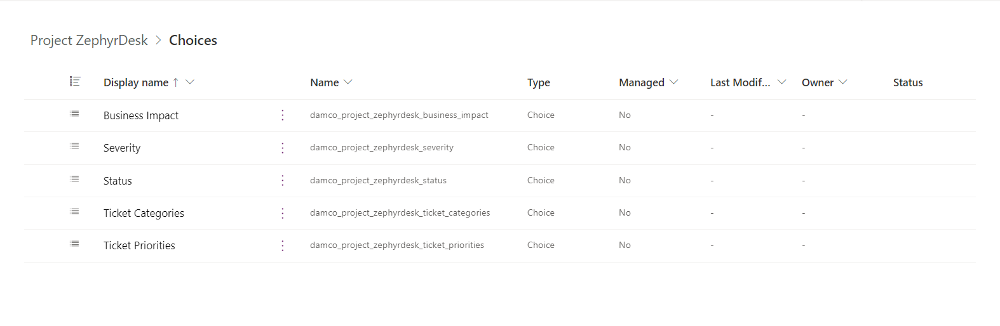 Project ZephyrDesk > Choices
Display name ↑ Name Type Managed Last Modif... Owner Status
Business Impact damco_project_zephyrdesk_business_impact Choice No - -
Severity damco_project_zephyrdesk_severity Choice No - -
Status damco_project_zephyrdesk_status Choice No - -
Ticket Categories damco_project_zephyrdesk_ticket_categories Choice No - -
Ticket Priorities damco_project_zephyrdesk_ticket_priorities Choice No - -